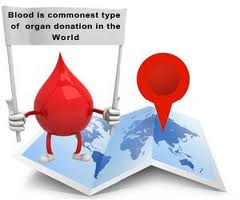 Blood is commonest type
of organ donation in the
World